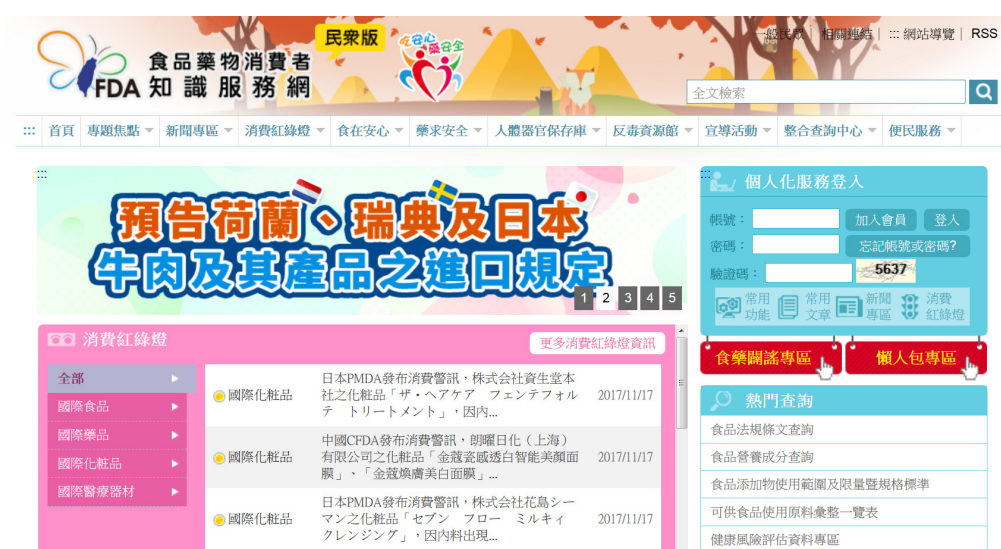 一般民眾│ 相關連結│ ::: 網站導覽│ RSS
民眾版
吃安心 藥安全
食品藥物消費者
FDA 知識服務網
全文檢索
::: 首頁 專題焦點 新聞專區 消費紅綠燈 食在安心 藥求安全 人體器官保存庫 反毒資源館 宣導活動 整合查詢中心 便民服務
:::
預告荷蘭、瑞典及日本
牛肉及其產品之進口規定
1 2 3 4 5
:::
個人化服務登入
帳號：
加入會員 登入
密碼：
忘記帳號或密碼?
驗證碼：
5637
常用
功能
常用
文章
新聞
專區
消費
紅綠燈
消費紅綠燈
更多消費紅綠燈資訊
全部
國際食品
國際藥品
國際化粧品
國際醫療器材
國際化粧品
日本PMDA發布消費警訊，株式会社資生堂本
社之化粧品「ザ・ヘアケア フェンテフォル
テ トリートメント」，因內...
2017/11/17
國際化粧品
中國CFDA發布消費警訊，朗曜日化（上海）
有限公司之化粧品「金蔻瓷感透白智能美顏面
膜」、「金蔻煥膚美白面膜」...
2017/11/17
國際化粧品
日本PMDA發布消費警訊，株式会社花島シー
マン之化粧品「セブン フロー ミルキィ
クレンジング」，因內料出現...
2017/11/17
食藥闢謠專區
懶人包專區
熱門查詢
食品法規條文查詢
食品營養成分查詢
食品添加物使用範圍及限量暨規格標準
可供食品使用原料彙整一覽表
健康風險評估資料專區